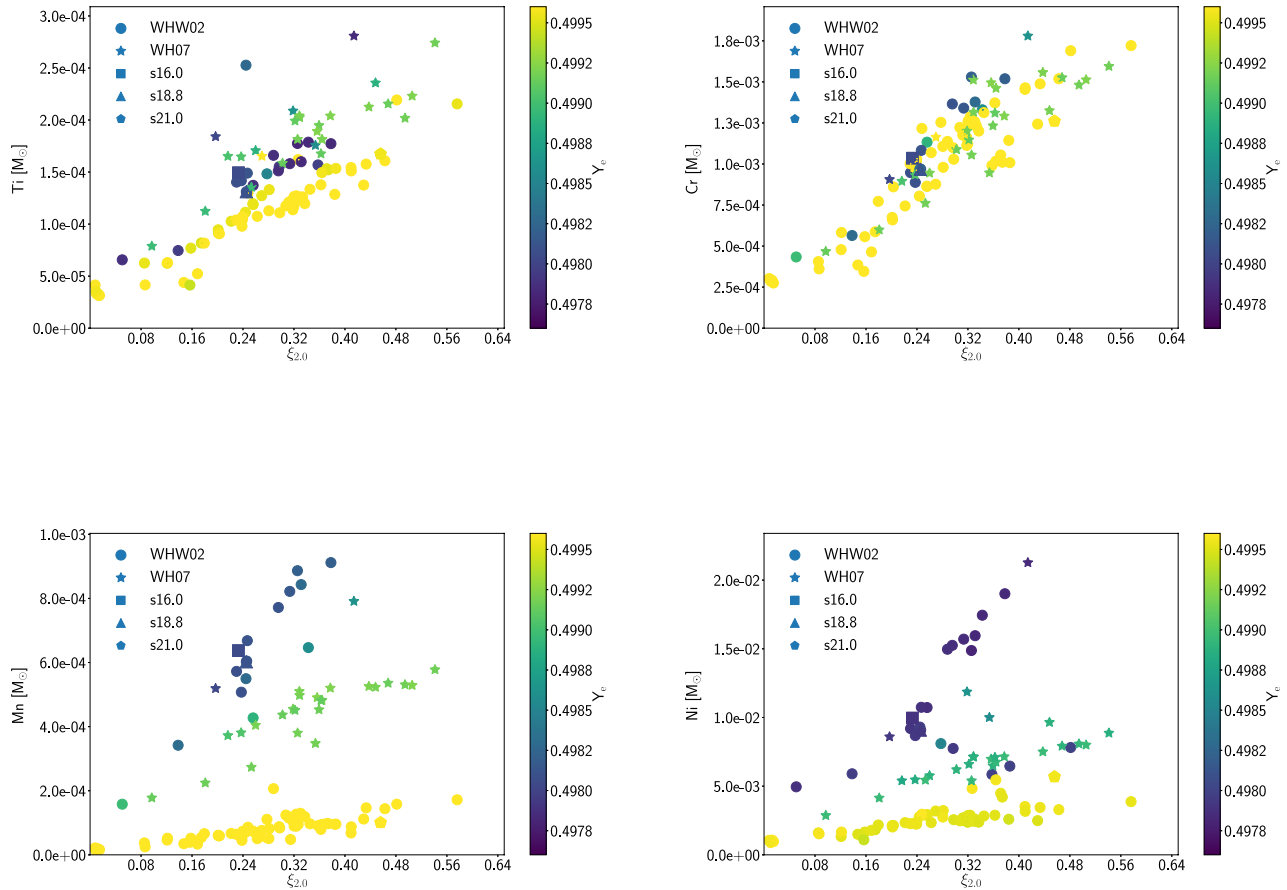 3.0e-04
2.5e-04
2.0e-04
1.5e-04
1.0e-04
5.0e-05
0.0e+00
Ti [M⊙]
WHW02
WH07
s16.0
s18.8
s21.0
0.08 0.16 0.24 0.32 0.40 0.48 0.56 0.64
ξ2.0
0.4995
0.4992
0.4990
0.4988
0.4985
0.4982
0.4980
0.4978
Ye
1.8e-03
1.5e-03
1.3e-03
1.0e-03
7.5e-04
5.0e-04
2.5e-04
0.0e+00
Cr [M⊙]
WHW02
WH07
s16.0
s18.8
s21.0
0.08 0.16 0.24 0.32 0.40 0.48 0.56 0.64
ξ2.0
0.4995
0.4992
0.4990
0.4988
0.4985
0.4982
0.4980
0.4978
Ye
1.0e-03
8.0e-04
6.0e-04
4.0e-04
2.0e-04
0.0e+00
Mn [M⊙]
WHW02
WH07
s16.0
s18.8
s21.0
0.08 0.16 0.24 0.32 0.40 0.48 0.56 0.64
ξ2.0
0.4995
0.4992
0.4990
0.4988
0.4985
0.4982
0.4980
0.4978
Ye
2.0e-02
1.5e-02
1.0e-02
5.0e-03
0.0e+00
Ni [M⊙]
WHW02
WH07
s16.0
s18.8
s21.0
0.08 0.16 0.24 0.32 0.40 0.48 0.56 0.64
ξ2.0
0.4995
0.4992
0.4990
0.4988
0.4985
0.4982
0.4980
0.4978
Ye